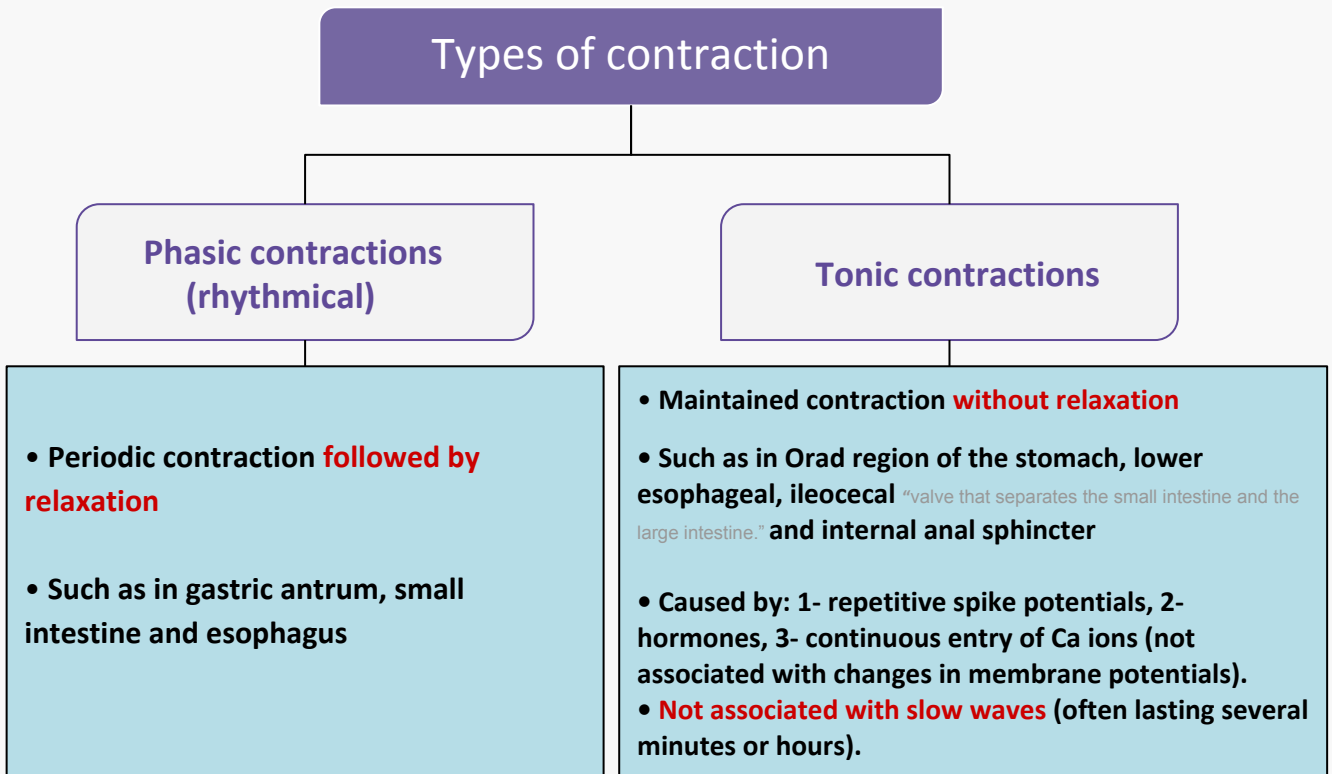 Types of contraction
Phasic contractions
(rhythmical)
• Periodic contraction followed by
relaxation
• Such as in gastric antrum, small
intestine and esophagus
Tonic contractions
• Maintained contraction without relaxation
• Such as in Orad region of the stomach, lower
esophageal, ileocecal “valve that separates the small intestine and the
large intestine.” and internal anal sphincter
• Caused by: 1- repetitive spike potentials, 2-
hormones, 3- continuous entry of Ca ions (not
associated with changes in membrane potentials).
• Not associated with slow waves (often lasting several
minutes or hours).